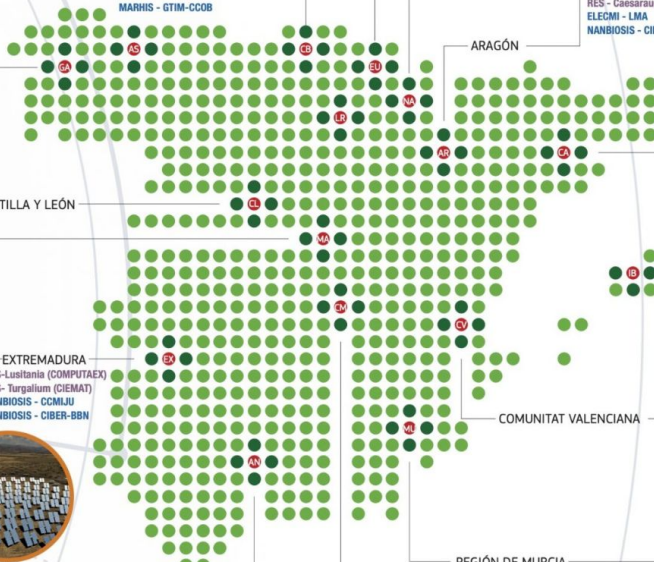 MARHIS - GTIM-CCOB
RES - Caesarau
ELECMI - LMA
NANBIOSIS - CI
ARAGÓN
AS
CB
GA
EU
NA
LR
AR
CA
TILLA Y LEÓN
CL
MA
IB
CM
CV
EXTREMADURA
EX
S-Lusitania (COMPUTAEX)
S- Turgalium (CIEMAT)
NBIOSIS - CCMIJU
NBIOSIS - CIBER-BBN
COMUNITAT VALENCIANA
MU
AN
REGIÓN DE MURCIA